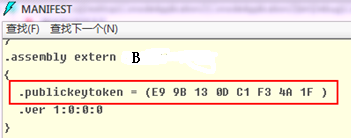 MANIFEST
查找(F) 查找下一个(N)
}
.assembly extern B
{
.publickeytoken = (E9 9B 13 0D C1 F3 4A 1F )
.ver 1:0:0:0
}